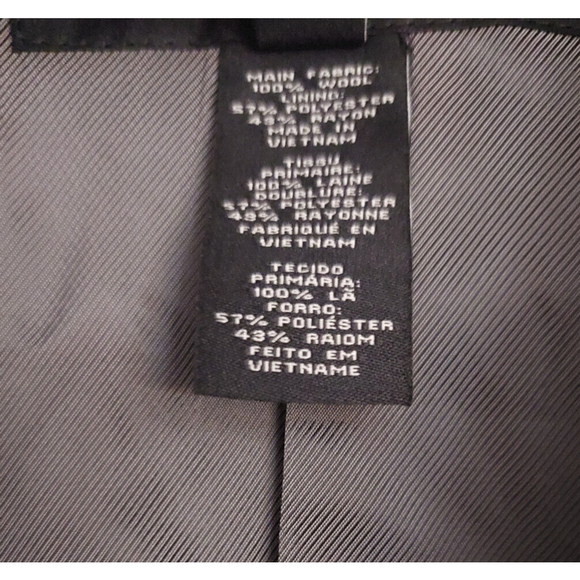 MAIN FABRIC:
100% WOOL
LINING:
57% POLYESTER
43% RAYON
MADE IN
VIETNAM
TISSU
PRIMAIRE:
100% LAINE
DOUBLURE:
57% POLYESTER
43% RAYONNE
FABRIQUÉ EN
VIETNAM
TECIDO
PRIMÁRIA:
100% LÃ
FORRO:
57% POLIÉSTER
43% RAIOM
FEITO EM
VIETNAME